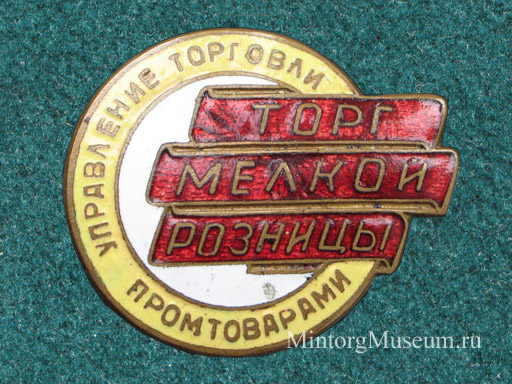 УПРАВЛЕНИЕ ТОРГОВЛИ
ПРОМТОВАРАМИ
ТОРГ
МЕЛКОЙ
РОЗНИЦЫ
MintorgMuseum.ru